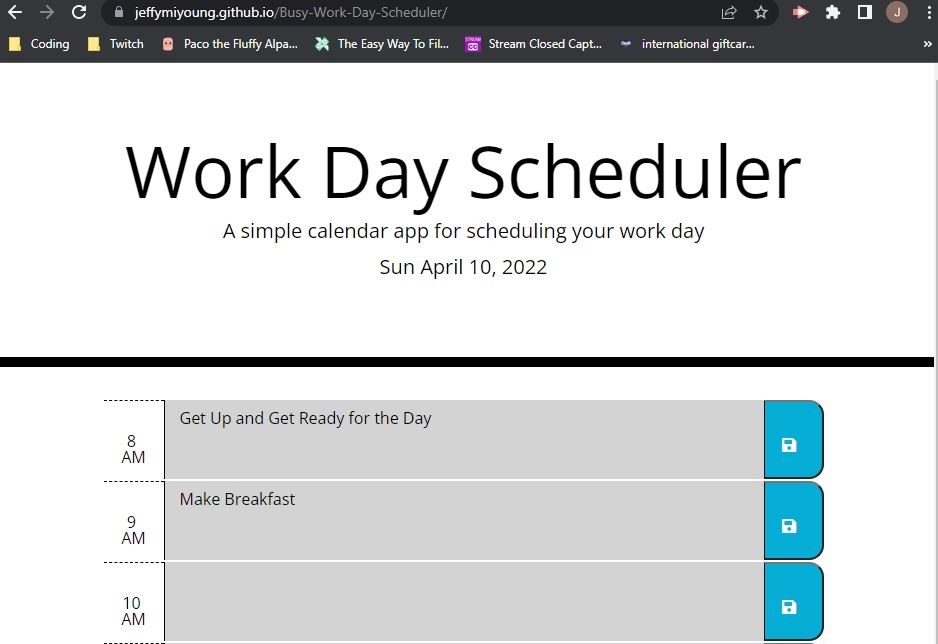 jeffymiyoung.github.io/Busy-Work-Day-Scheduler/
J
Coding Twitch Paco the Fluffy Alpa... The Easy Way To Fil... STREAM CC Stream Closed Capt... international giftcar... »
Work Day Scheduler
A simple calendar app for scheduling your work day
Sun April 10, 2022
Get Up and Get Ready for the Day
8
AM
Make Breakfast
9
AM
10
AM